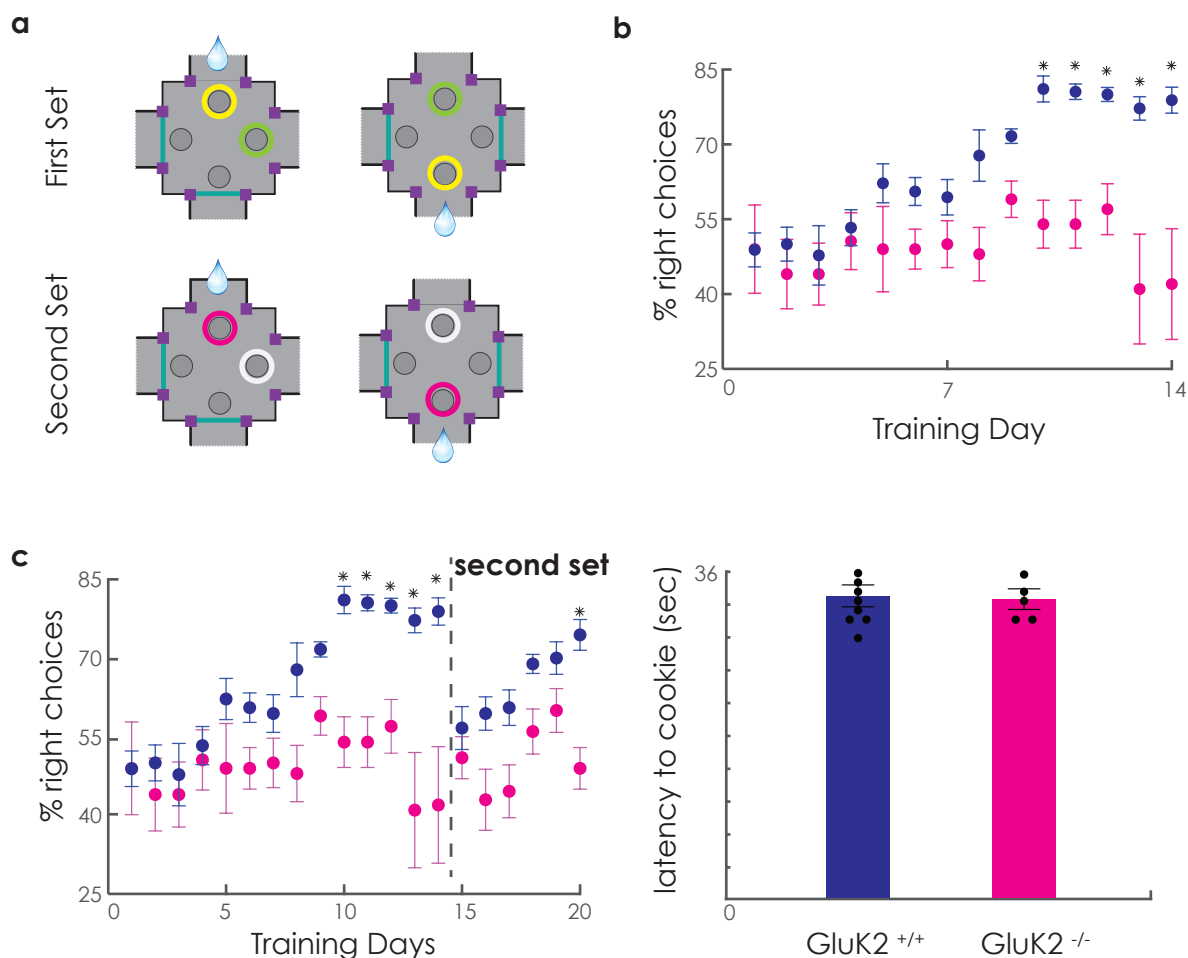 a
First Set
Second Set
b
85
70
55
40
25
% right choices
* * * * *
0 7 14
Training Day
c
second set
85
70
55
40
25
% right choices
* * * * *
*
0 5 10 15 20
Training Days
36
0
latency to cookie (sec)
GluK2 +/+ GluK2 -/-